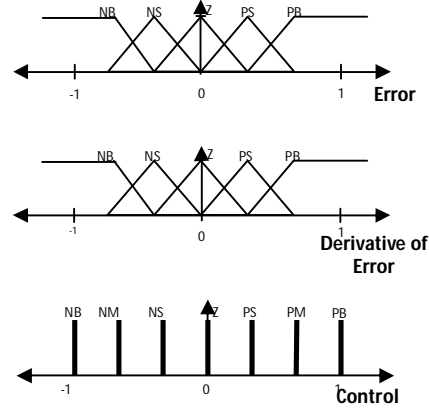 NB NS Z PS PB
-1 0 1
Error
NB NS Z PS PB
-1 0 1
Derivative of
Error
NB NM NS Z PS PM PB
-1 0 1
Control